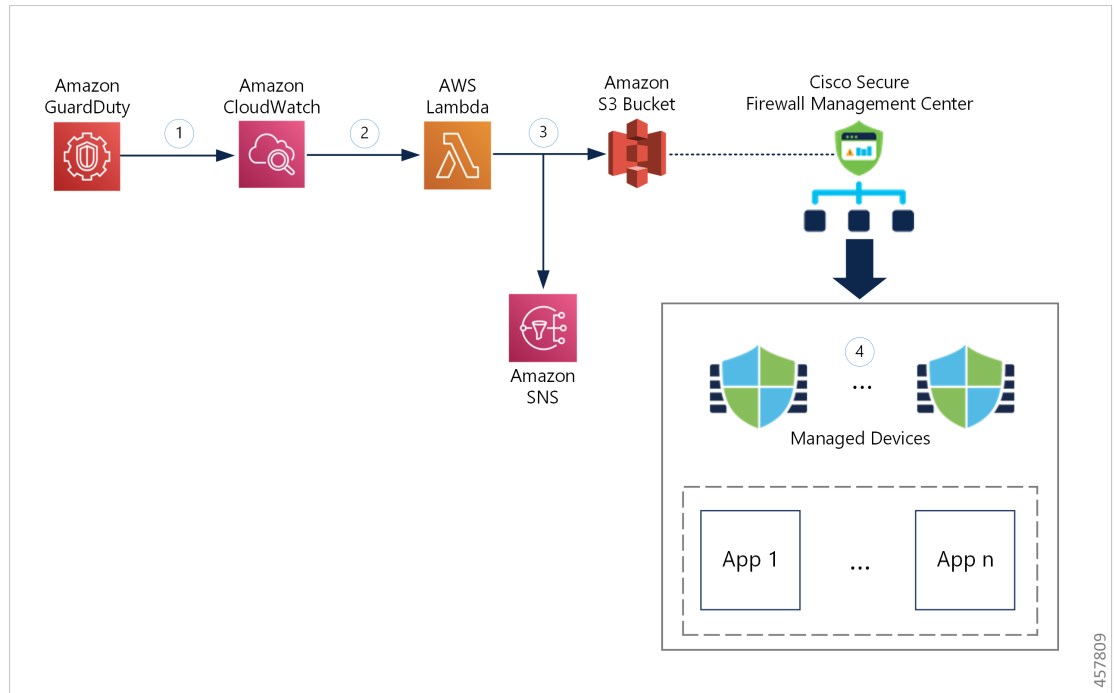 Amazon
GuardDuty
Amazon
CloudWatch
AWS
Lambda
Amazon
S3 Bucket
Cisco Secure
Firewall Management Center
1
2
3
Amazon
SNS
4
...
Managed Devices
App 1
...
App n
457809